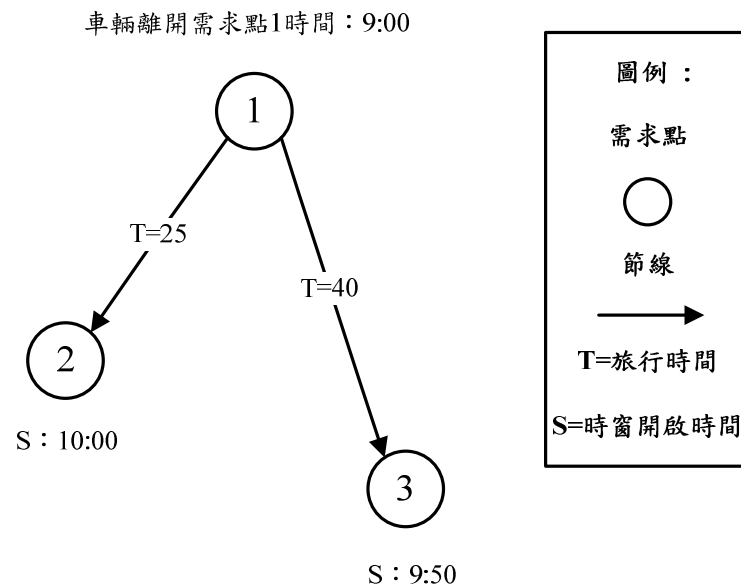 車輛離開需求點1時間：9:00
1
T=25
T=40
2
S：10:00
3
S：9:50
圖例：
需求點
節線
T=旅行時間
S=時窗開啟時間